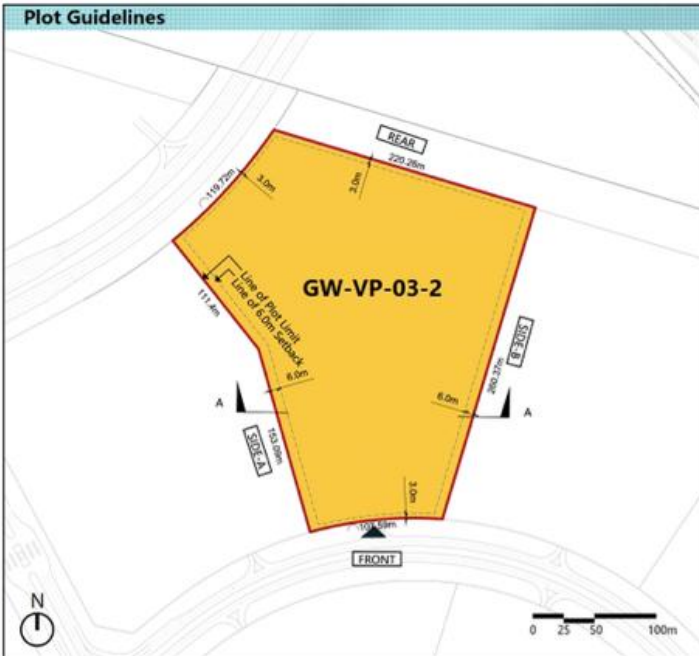 Plot Guidelines
REAR
220.26m
3.0m
119.72m
3.0m
GW-VP-03-2
Line of Plot Limit
Line of 6.0m Setback
111.4m
SIDE-B
260.37m
6.0m
6.0m
A
A
153.09m
SIDE-A
3.0m
FRONT
N
0 25 50 100m